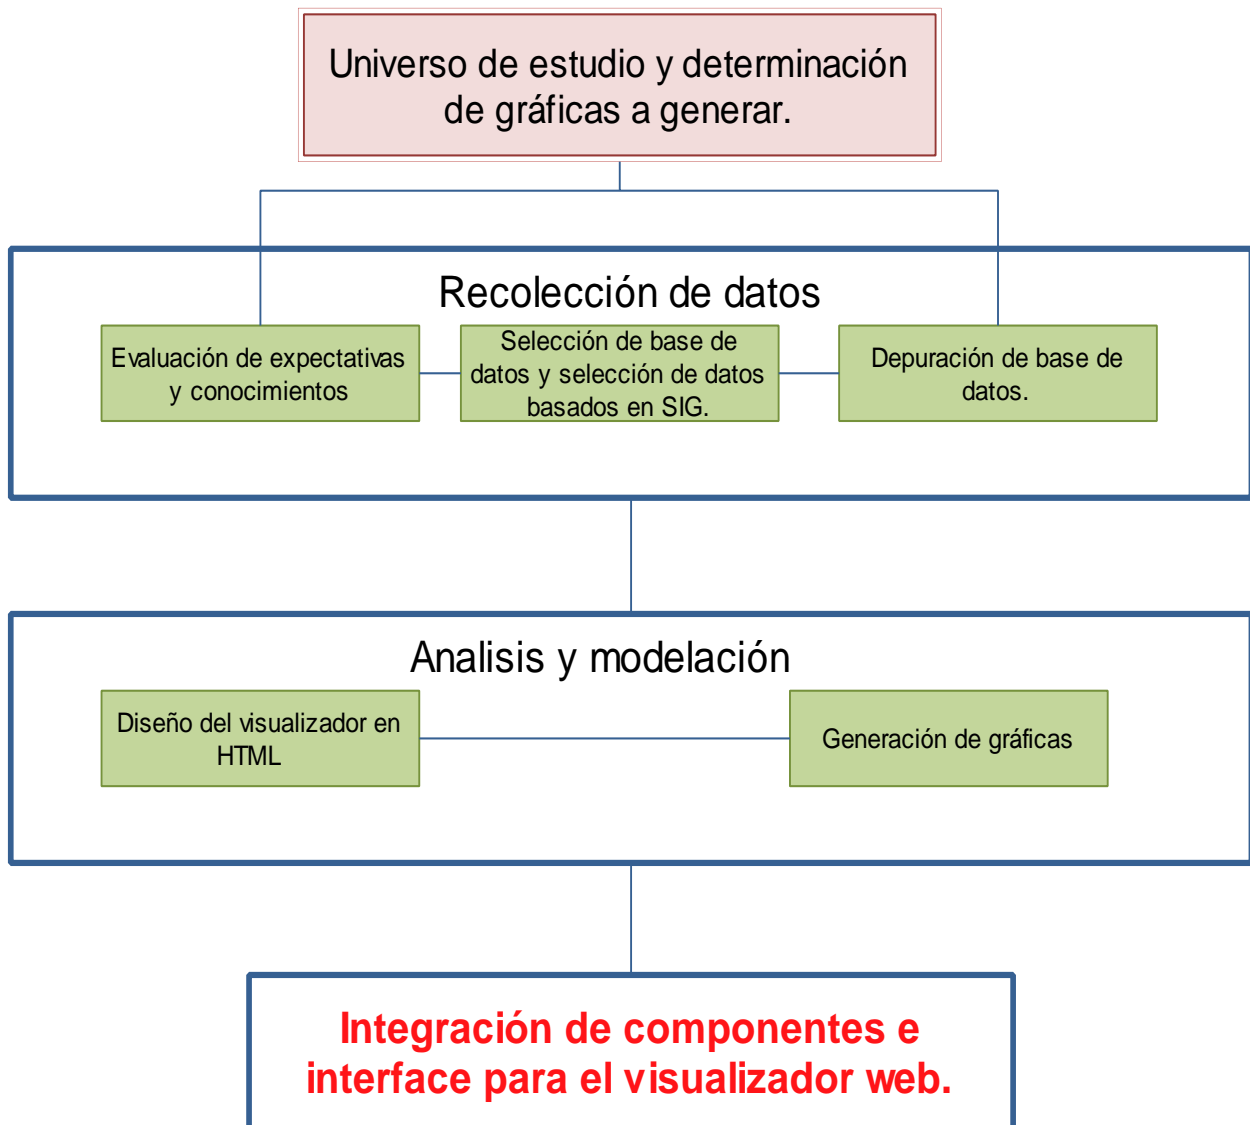 Universo de estudio y determinación
de gráficas a generar.
Recolección de datos
Evaluación de expectativas
y conocimientos
Selección de base de
datos y selección de datos
basados en SIG.
Depuración de base de
datos.
Analisis y modelación
Diseño del visualizador en
HTML
Generación de gráficas
Integración de componentes e
interface para el visualizador web.